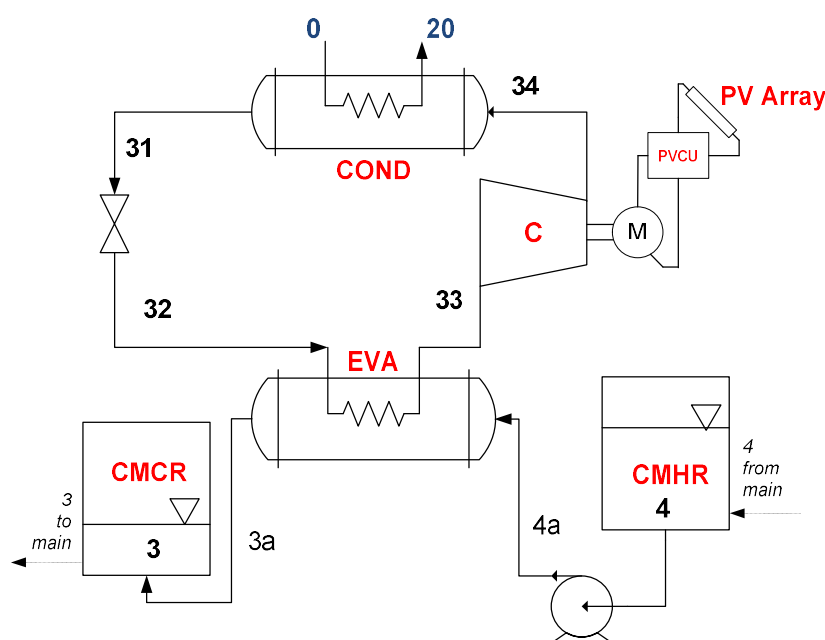 0
20
34
PV Array
31
PVCU
COND
C
M
32
33
EVA
CMCR
CMHR
4
from
main
3
to
main
4
3
3a
4a